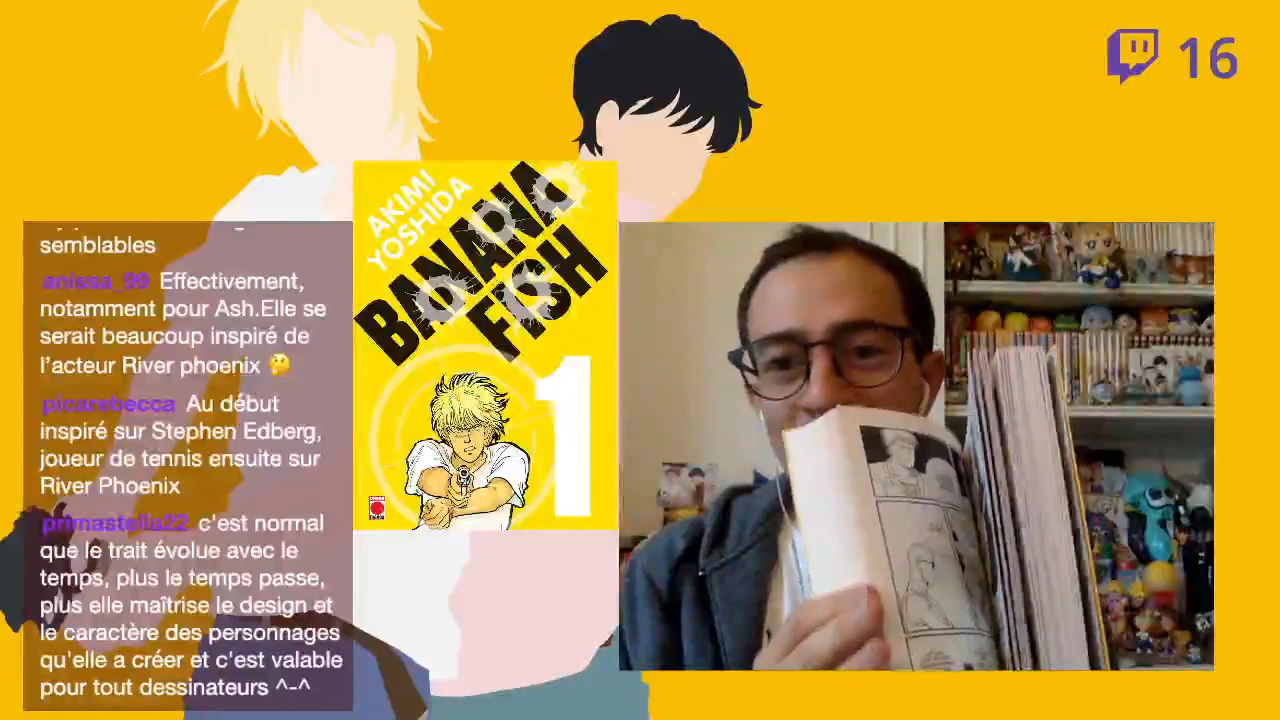 16
AKIMI
YOSHIDA
BANANA
FISH
1
semblables
anissa_99 Effectivement,
notamment pour Ash.Elle se
serait beaucoup inspiré de
l'acteur River phoenix 🤔
picarebecca Au début
inspiré sur Stephen Edberg,
joueur de tennis ensuite sur
River Phoenix
primastella22 c'est normal
que le trait évolue avec le
temps, plus le temps passe,
plus elle maîtrise le design et
le caractère des personnages
qu'elle a créer et c'est valable
pour tout dessinateurs ^-^